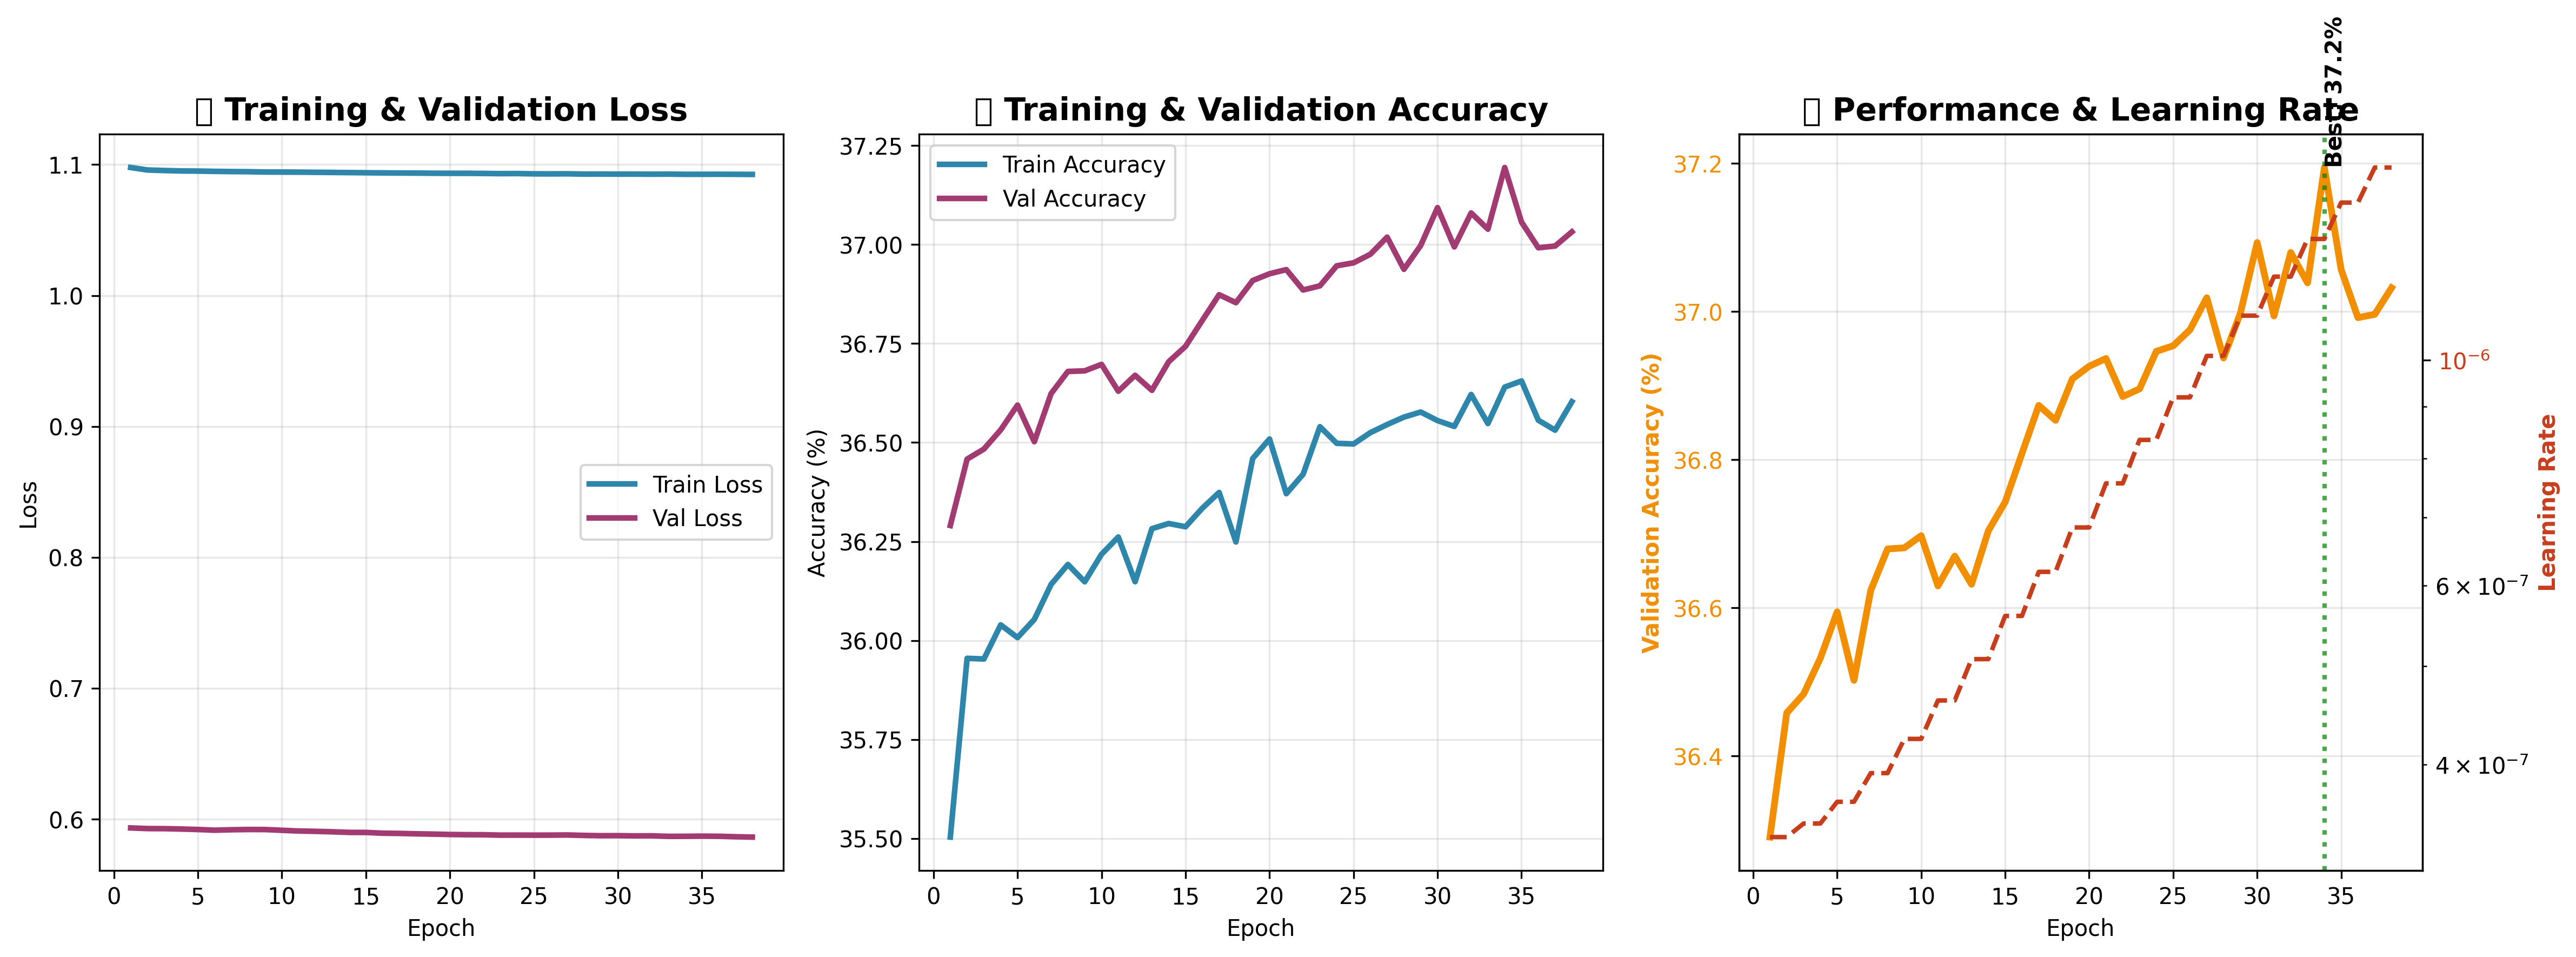 Training & Validation Loss
Loss
1.1
1.0
0.9
0.8
0.7
0.6
Train Loss
Val Loss
0 5 10 15 20 25 30 35
Epoch
Training & Validation Accuracy
Accuracy (%)
37.25
37.00
36.75
36.50
36.25
36.00
35.75
35.50
Train Accuracy
Val Accuracy
0 5 10 15 20 25 30 35
Epoch
Performance & Learning Rate
Best: 37.2%
Validation Accuracy (%)
37.2
37.0
36.8
36.6
36.4
10⁻⁶
6 × 10⁻⁷
4 × 10⁻⁷
Learning Rate
0 5 10 15 20 25 30 35
Epoch